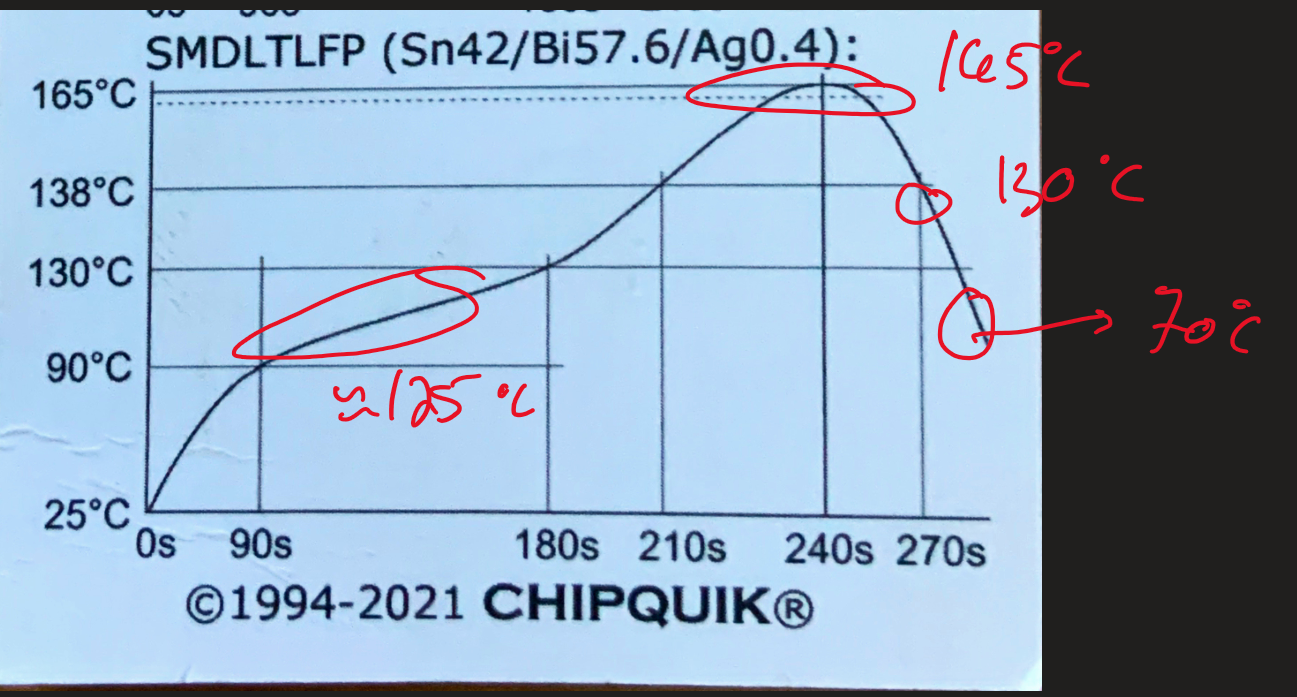 SMDLTLFP (Sn42/Bi57.6/Ag0.4):
165°C
165°C
138°C
130°C
130°C
70°C
90°C
≈125°C
25°C
0s 90s 180s 210s 240s 270s
©1994-2021 CHIPQUIK®